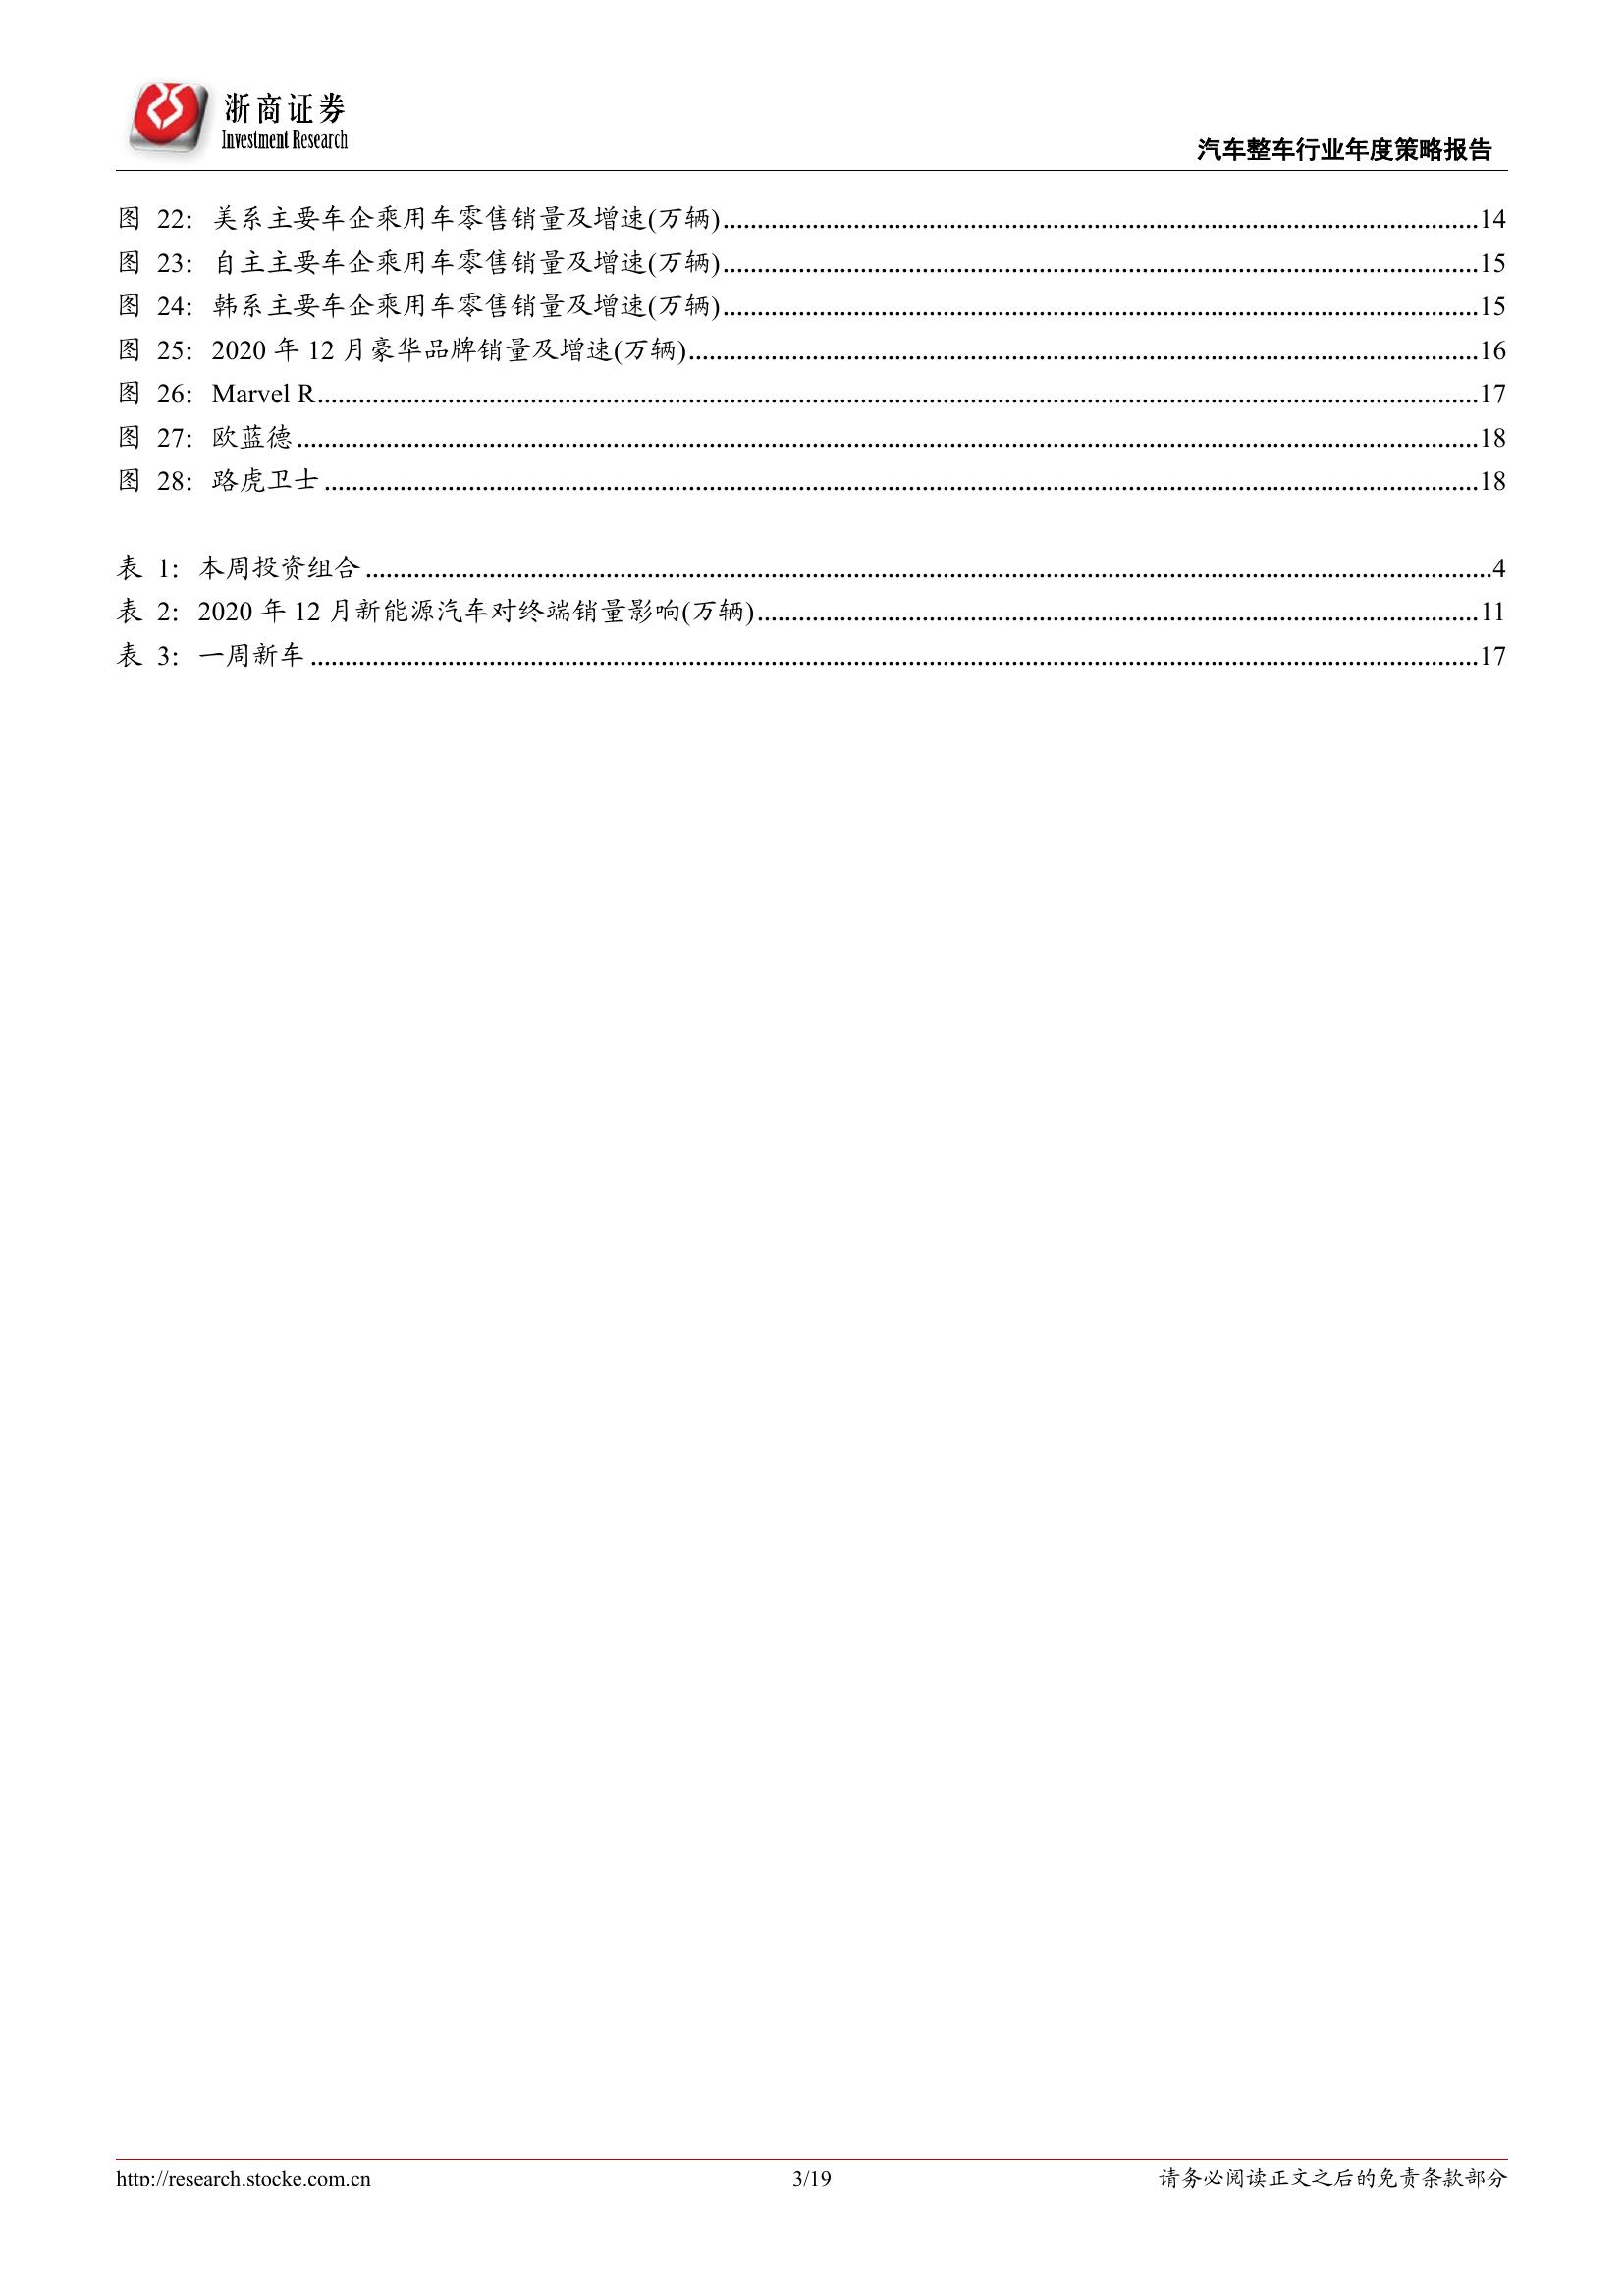 浙商证券
Investment Research
汽车整车行业年度策略报告
图 22：美系主要车企乘用车零售销量及增速(万辆)....................14
图 23：自主主要车企乘用车零售销量及增速(万辆)....................15
图 24：韩系主要车企乘用车零售销量及增速(万辆)....................15
图 25：2020 年 12 月豪华品牌销量及增速(万辆)....................16
图 26：Marvel R....................17
图 27：欧蓝德....................18
图 28：路虎卫士....................18
表 1：本周投资组合....................4
表 2：2020 年 12 月新能源汽车对终端销量影响(万辆)....................11
表 3：一周新车....................17
http://research.stocke.com.cn
3/19
请务必阅读正文之后的免责条款部分